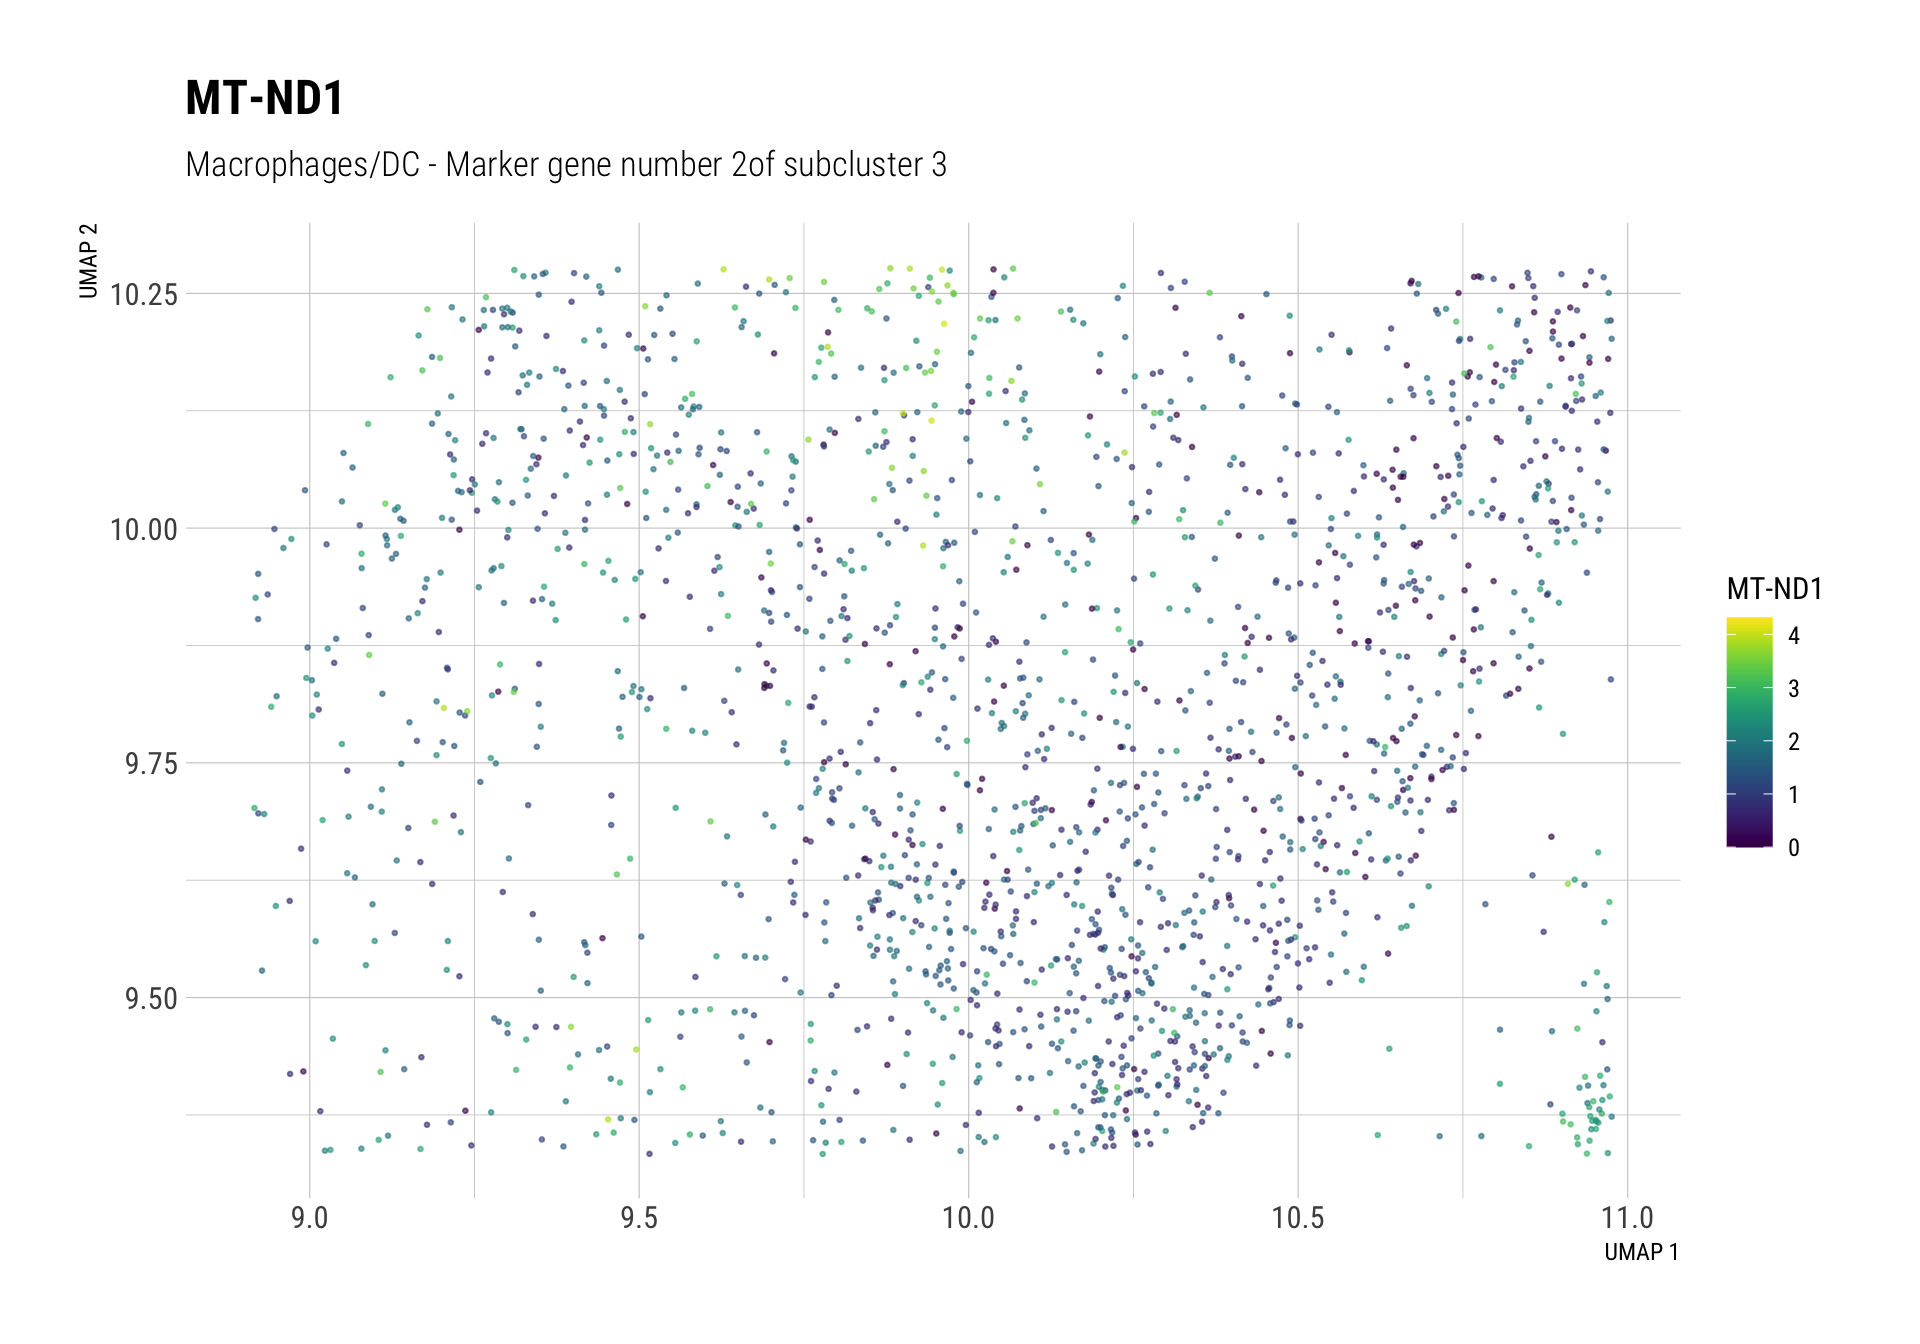 MT-ND1
Macrophages/DC - Marker gene number 2of subcluster 3
UMAP 2
10.25
10.00
9.75
9.50
9.0
9.5
10.0
10.5
11.0
UMAP 1
MT-ND1
4
3
2
1
0